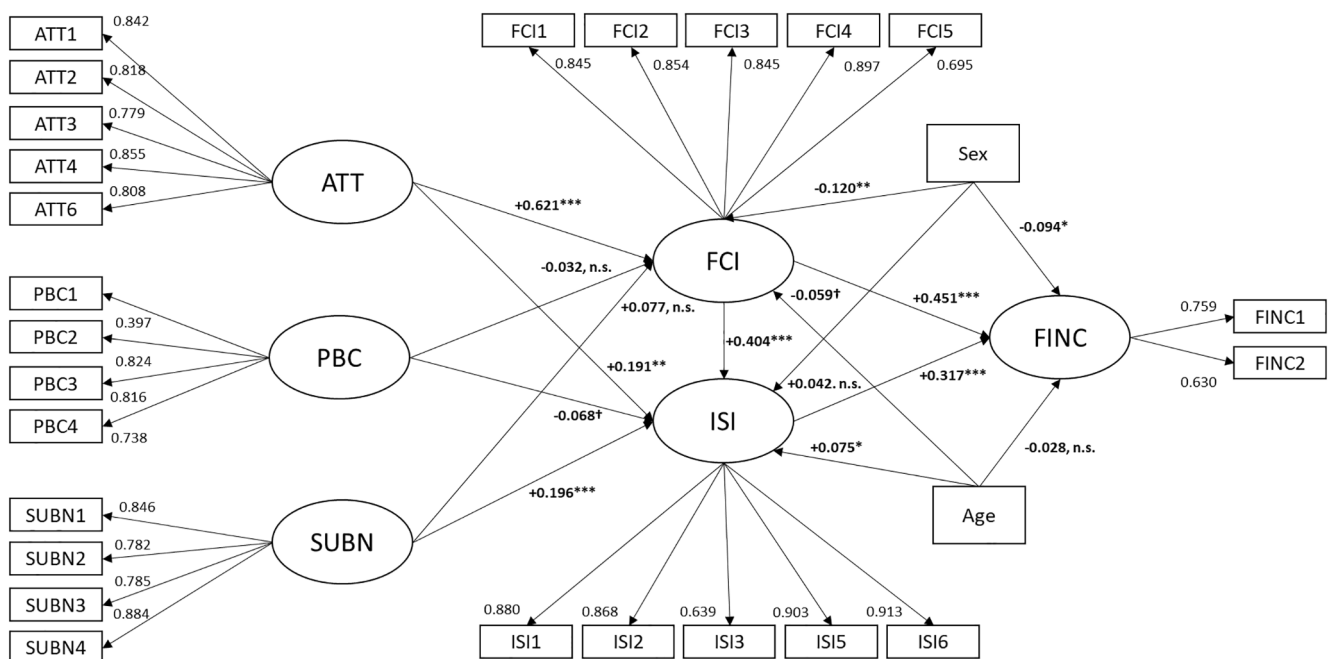 ATT1
0.842
ATT2
0.818
ATT3
0.779
ATT4
0.855
ATT6
0.808
ATT
PBC1
PBC2
0.397
PBC3
0.824
PBC4
0.816
0.738
PBC
SUBN1
0.846
SUBN2
0.782
SUBN3
0.785
SUBN4
0.884
SUBN
FCI1
FCI2
FCI3
FCI4
FCI5
0.845
0.854
0.845
0.897
0.695
Sex
-0.120**
+0.621***
-0.094*
FCI
-0.032, n.s.
-0.059†
+0.451***
+0.077, n.s.
+0.404***
FINC
0.759
FINC1
FINC2
0.630
+0.191**
+0.042. n.s.
+0.317***
-0.068†
ISI
+0.075*
-0.028, n.s.
+0.196***
Age
0.880
0.868
0.639
0.903
0.913
ISI1
ISI2
ISI3
ISI5
ISI6